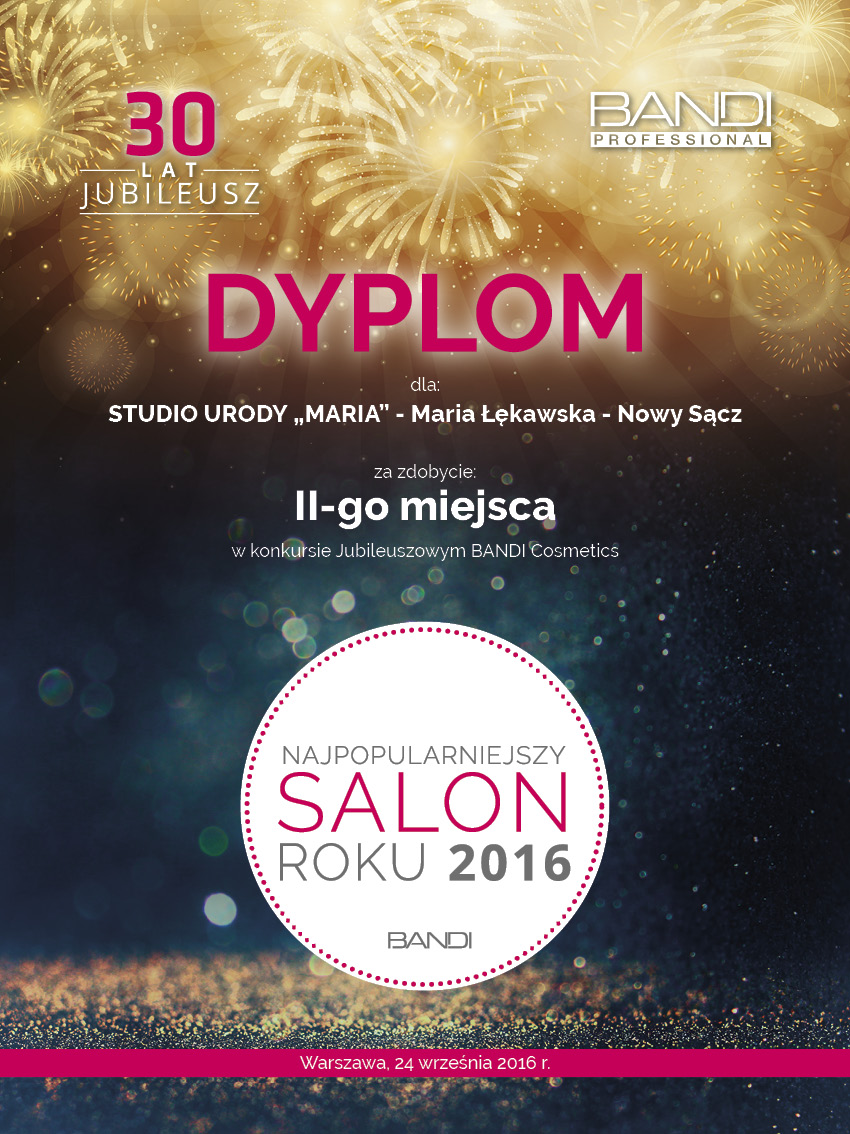 30
LAT
JUBILEUSZ
BANDI
PROFESSIONAL
DYPLOM
dla:
STUDIO URODY „MARIA” - Maria Łękawska - Nowy Sącz
za zdobycie:
II-go miejsca
w konkursie Jubileuszowym BANDI Cosmetics
NAJPOPULARNIEJSZY
SALON
ROKU 2016
BANDI
Warszawa, 24 września 2016 r.